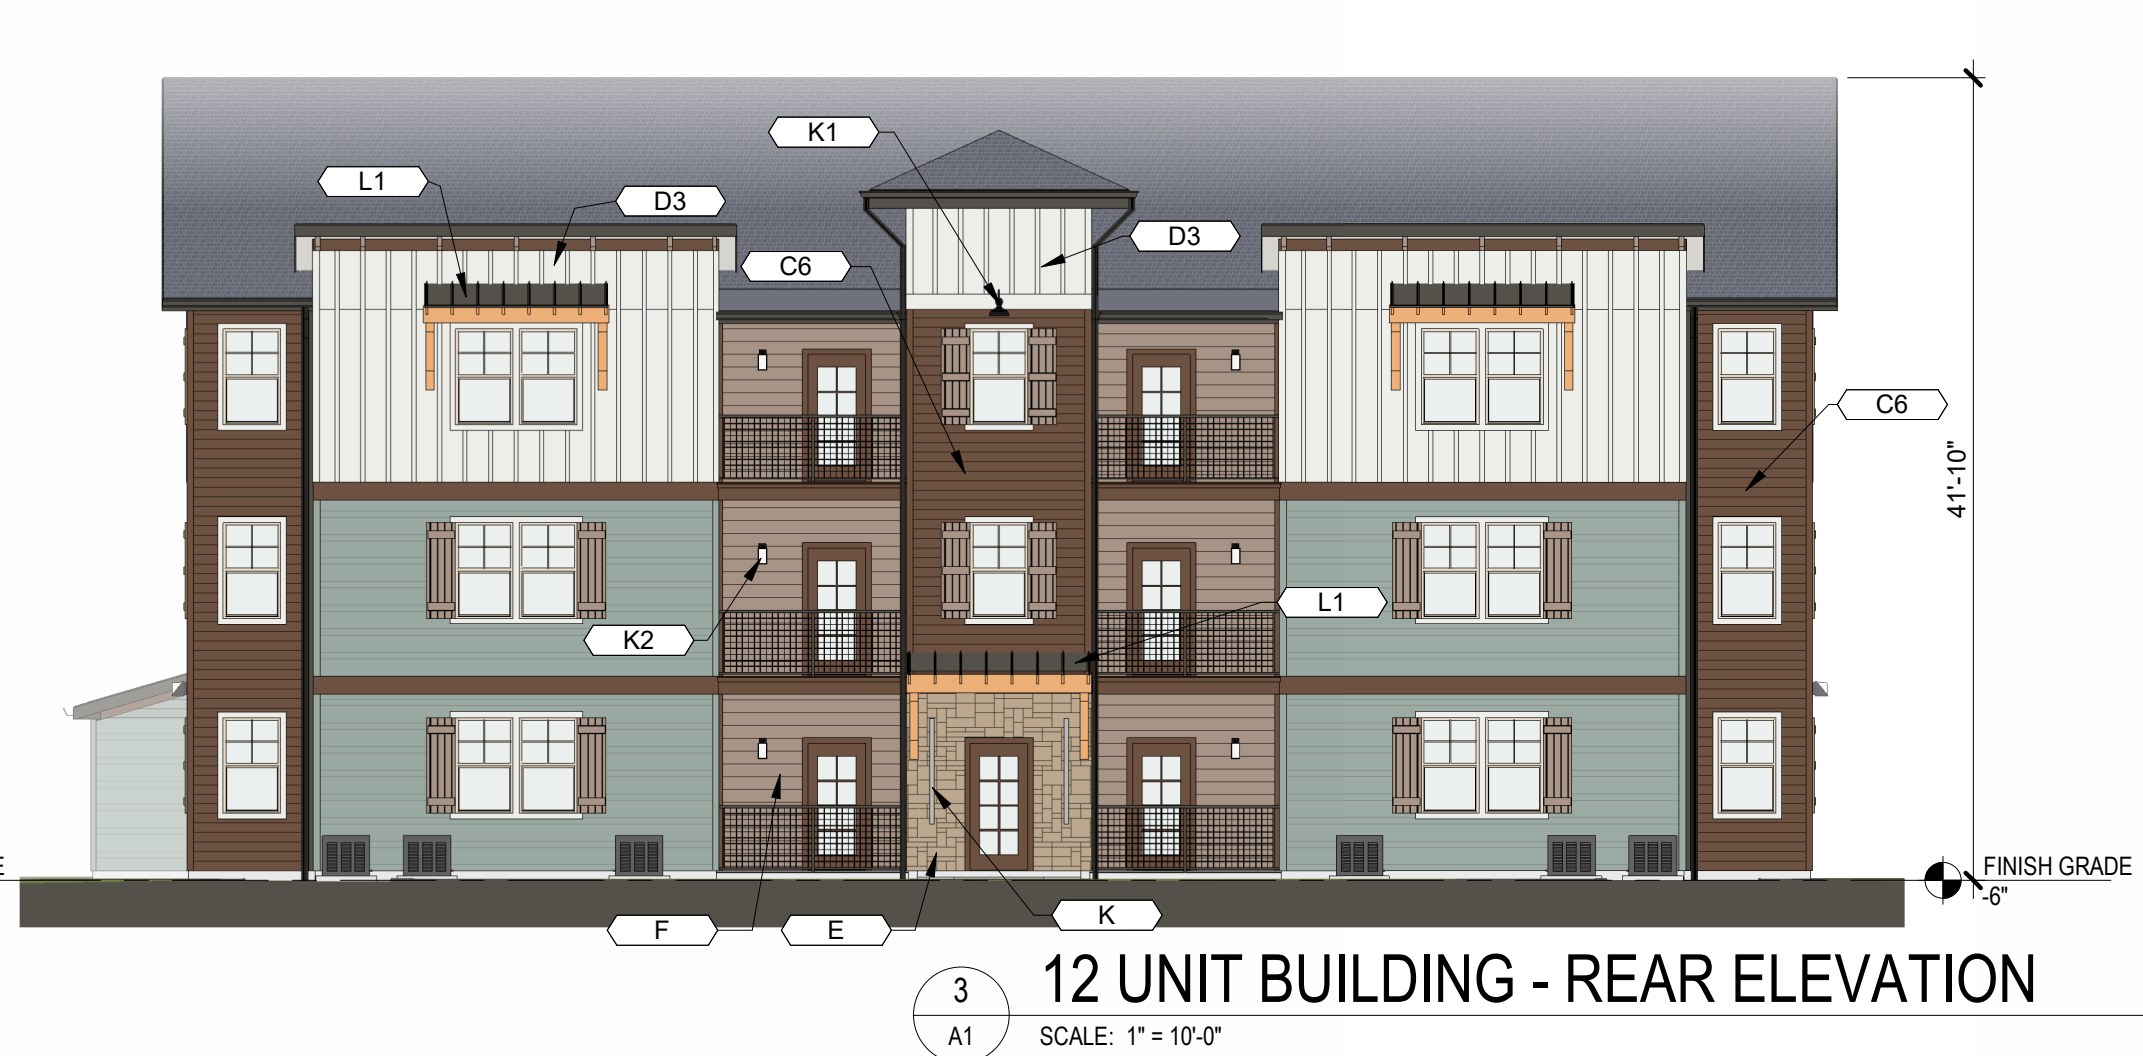 K1
L1
D3
D3
C6
C6
41'-10"
L1
K2
FINISH GRADE
-6"
F
E
K
3
A1
12 UNIT BUILDING - REAR ELEVATION
SCALE: 1" = 10'-0"